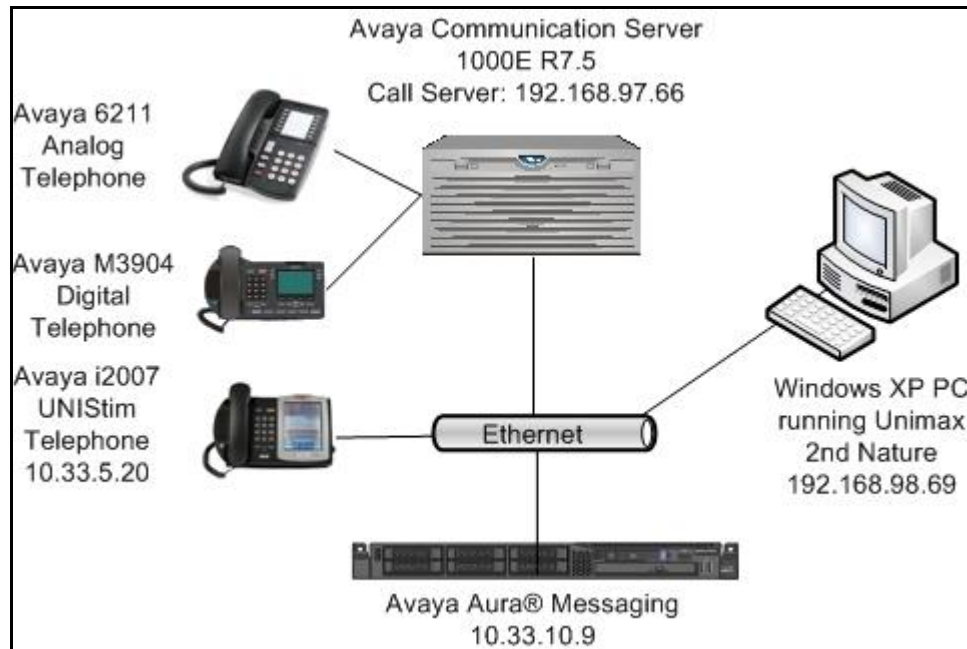 Avaya Communication Server
1000E R7.5
Call Server: 192.168.97.66
Avaya 6211
Analog
Telephone
Avaya M3904
Digital
Telephone
Avaya i2007
UNIStim
Telephone
10.33.5.20
Ethernet
Windows XP PC
running Unimax
2nd Nature
192.168.98.69
Avaya Aura® Messaging
10.33.10.9